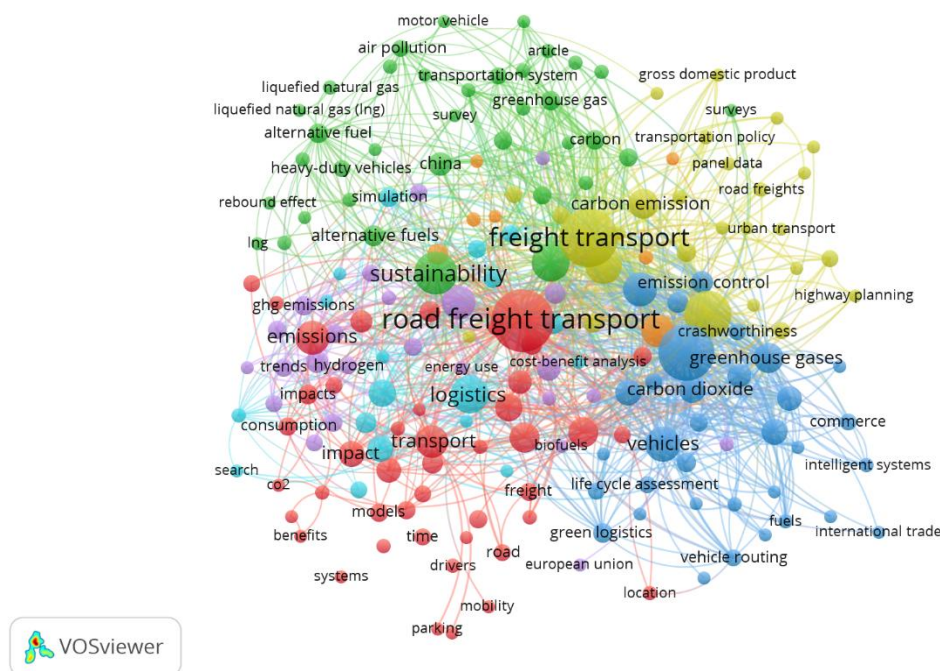 motor vehicle
air pollution
article
transportation system
gross domestic product
liquefied natural gas
greenhouse gas
liquefied natural gas (lng)
survey
surveys
alternative fuel
carbon
transportation policy
heavy-duty vehicles
china
panel data
simulation
road freights
rebound effect
carbon emission
urban transport
lng
alternative fuels
freight transport
sustainability
emission control
highway planning
ghg emissions
road freight transport
crashworthiness
emissions
cost-benefit analysis
greenhouse gases
trends
hydrogen
energy use
impacts
logistics
carbon dioxide
consumption
commerce
transport
biofuels
vehicles
impact
search
intelligent systems
co2
life cycle assessment
models
freight
benefits
time
green logistics
fuels
international trade
road
vehicle routing
drivers
european union
systems
location
mobility
parking
VOSviewer